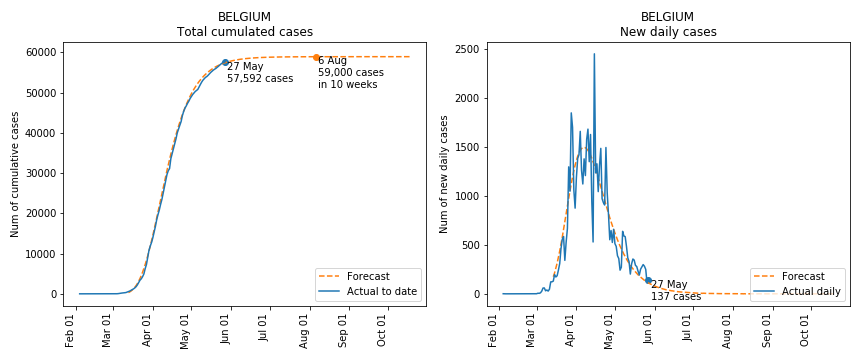 BELGIUM
Total cumulated cases
Num of cumulative cases
60000
50000
40000
30000
20000
10000
0
27 May
57,592 cases
6 Aug
59,000 cases
in 10 weeks
Forecast
Actual to date
Feb 01
Mar 01
Apr 01
May 01
Jun 01
Jul 01
Aug 01
Sep 01
Oct 01
BELGIUM
New daily cases
Num of new daily cases
2500
2000
1500
1000
500
0
27 May
137 cases
Forecast
Actual daily
Feb 01
Mar 01
Apr 01
May 01
Jun 01
Jul 01
Aug 01
Sep 01
Oct 01